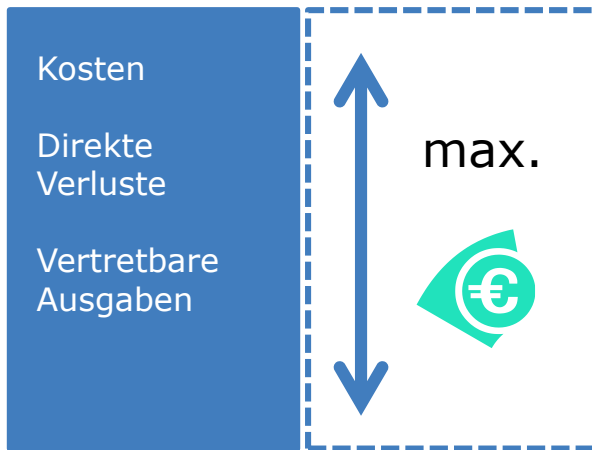 Kosten
Direkte
Verluste
Vertretbare
Ausgaben
max.
€